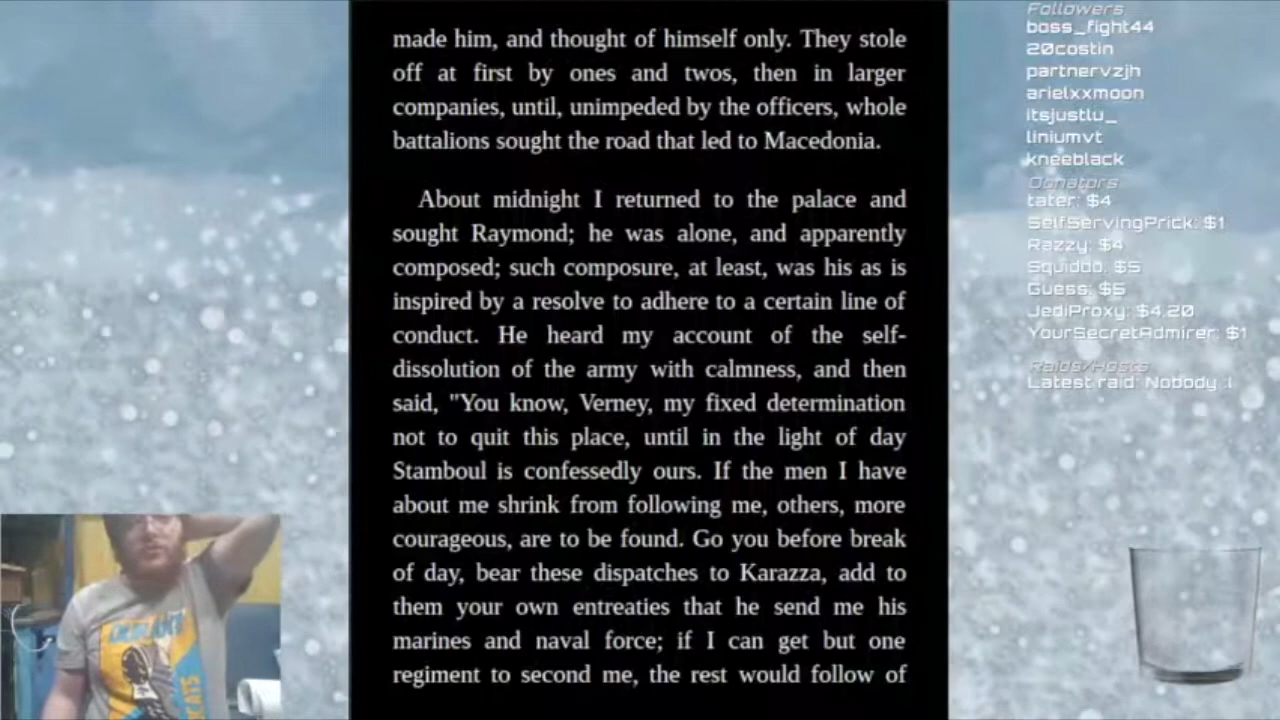 made him, and thought of himself only. They stole
off at first by ones and twos, then in larger
companies, until, unimpeded by the officers, whole
battalions sought the road that led to Macedonia.
About midnight I returned to the palace and
sought Raymond; he was alone, and apparently
composed; such composure, at least, was his as is
inspired by a resolve to adhere to a certain line of
conduct. He heard my account of the self-
dissolution of the army with calmness, and then
said, "You know, Verney, my fixed determination
not to quit this place, until in the light of day
Stamboul is confessedly ours. If the men I have
about me shrink from following me, others, more
courageous, are to be found. Go you before break
of day, bear these dispatches to Karazza, add to
them your own entreaties that he send me his
marines and naval force; if I can get but one
regiment to second me, the rest would follow of
Followers
boss_fight44
20costin
partnervzjh
arielxxmoon
itsjustlu_
liniumvt
kneeblack
Donators
tater: $4
SelfServingPrick: $1
Razzy: $4
Squidoo: $5
Guess: $5
JediProxy: $4.20
YourSecretAdmirer: $1
Raids/Hosts
Latest raid: Nobody :(